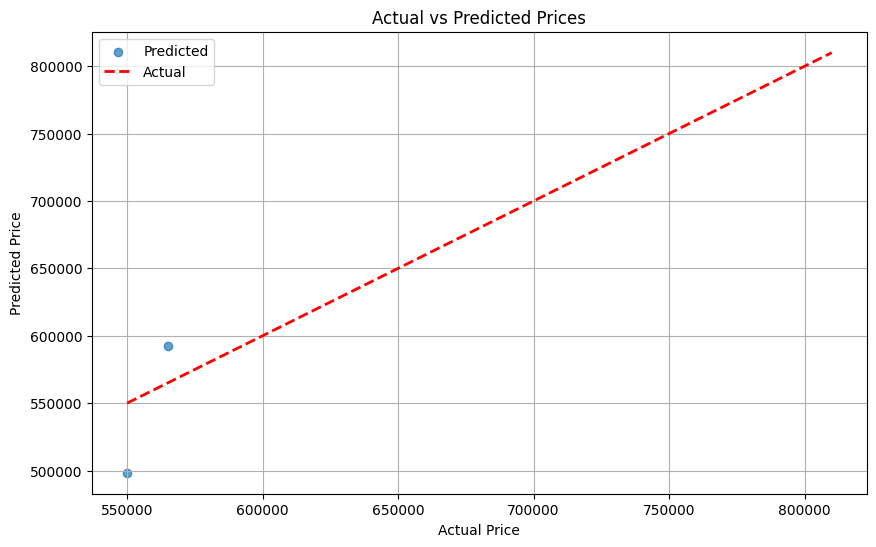 Actual vs Predicted Prices
Predicted
Actual
Predicted Price
800000
750000
700000
650000
600000
550000
500000
550000 600000 650000 700000 750000 800000
Actual Price